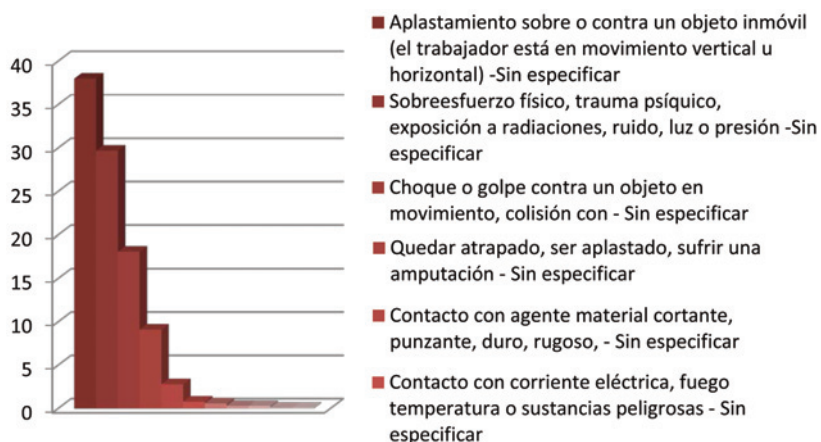 40
35
30
25
20
15
10
5
0
Aplastamiento sobre o contra un objeto inmóvil
(el trabajador está en movimiento vertical u
horizontal) -Sin especificar
Sobreesfuerzo físico, trauma psíquico,
exposición a radiaciones, ruido, luz o presión -Sin
especificar
Choque o golpe contra un objeto en
movimiento, colisión con - Sin especificar
Quedar atrapado, ser aplastado, sufrir una
amputación - Sin especificar
Contacto con agente material cortante,
punzante, duro, rugoso, - Sin especificar
Contacto con corriente eléctrica, fuego
temperatura o sustancias peligrosas - Sin
especificar